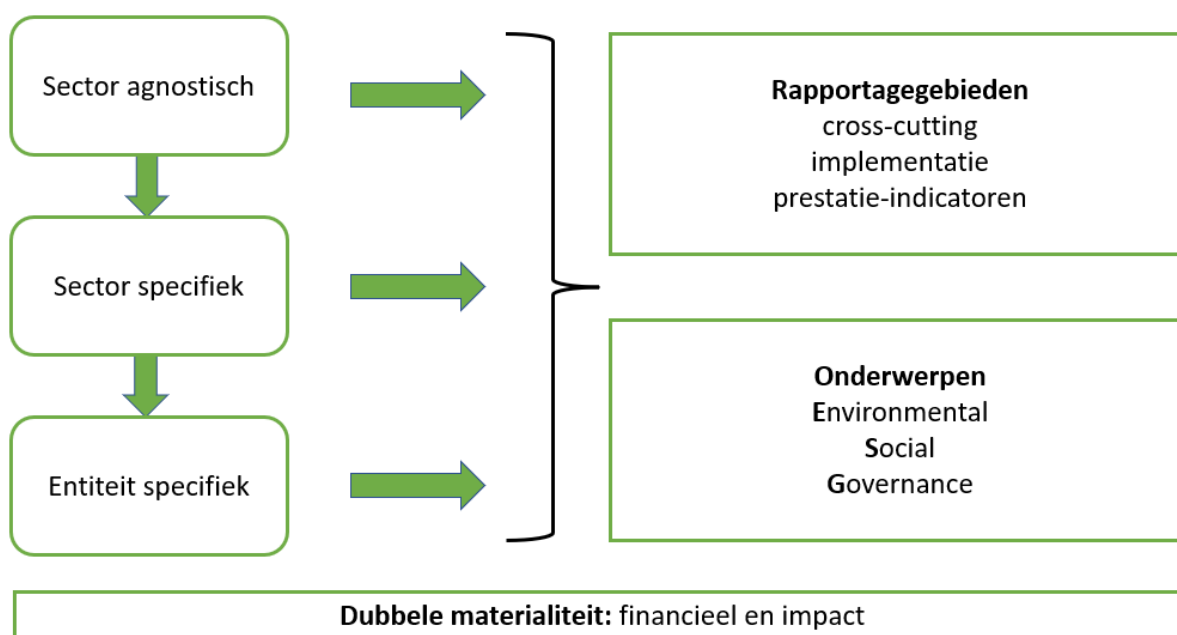 Sector agnostisch
Sector specifiek
Entiteit specifiek
Rapportagegebieden
cross-cutting
implementatie
prestatie-indicatoren
Onderwerpen
Environmental
Social
Governance
Dubbele materialiteit: financieel en impact